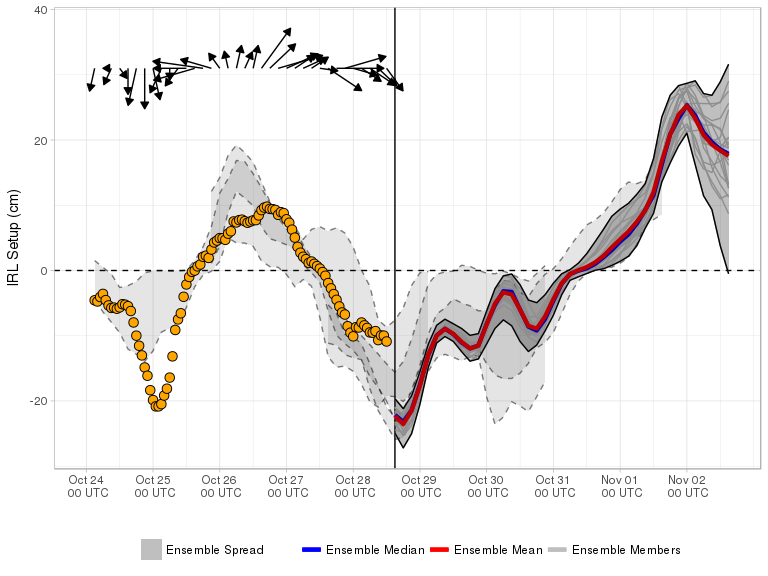 IRL Setup (cm)
40
20
0
-20
Oct 24 Oct 25 Oct 26 Oct 27 Oct 28 Oct 29 Oct 30 Oct 31 Nov 01 Nov 02
00 UTC 00 UTC 00 UTC 00 UTC 00 UTC 00 UTC 00 UTC 00 UTC 00 UTC 00 UTC
Ensemble Spread Ensemble Median Ensemble Mean Ensemble Members